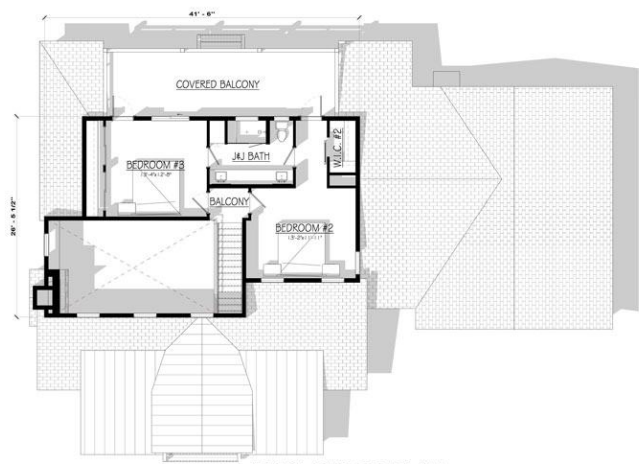 41' - 6"
COVERED BALCONY
26' - 5 1/2"
BEDROOM #3
J&J BATH
W.I.C. #2
BALCONY
BEDROOM #2